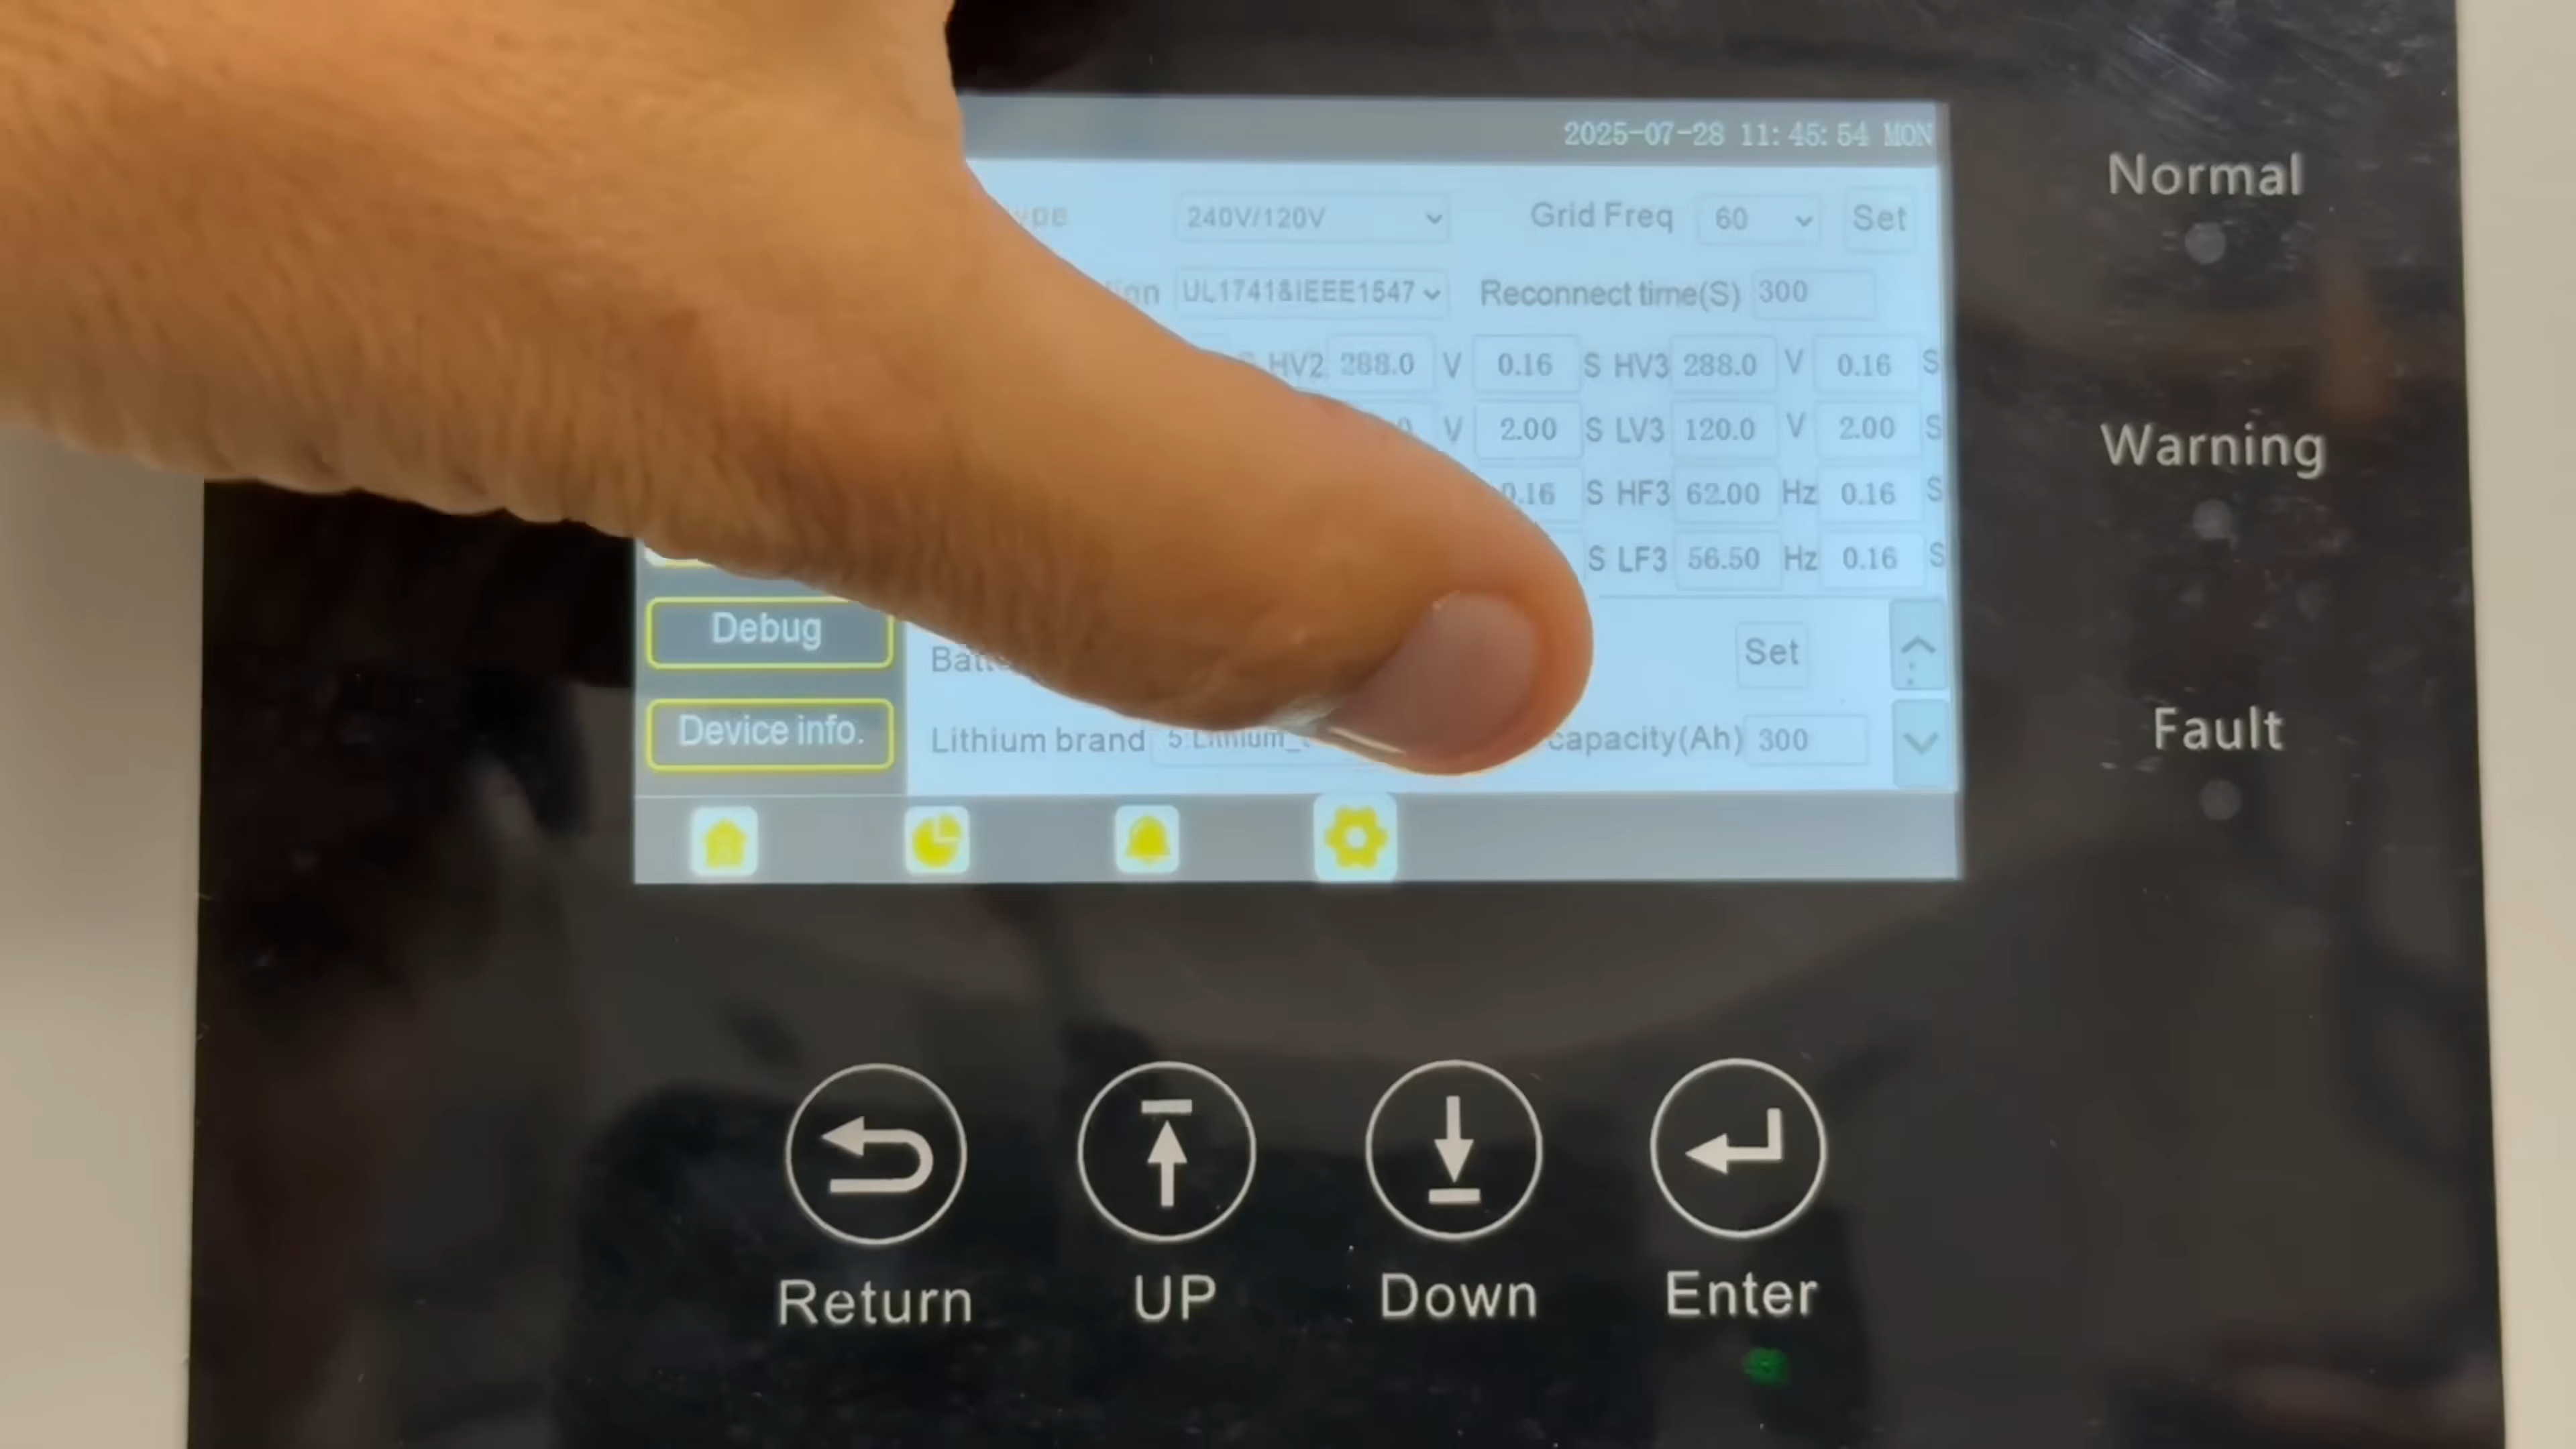 2025-07-28 11:45:54 MON
240V/120V Grid Freq 60 Set
UL1741&IEEE1547 Reconnect time(S) 300
S HV2 288.0 V 0.16 S HV3 288.0 V 0.16 S
V 2.00 S LV3 120.0 V 2.00 S
0.16 S HF3 62.00 Hz 0.16 S
S LF3 56.50 Hz 0.16 S
Debug
Set
Device info.
Lithium brand capacity(Ah) 300
Normal
Warning
Fault
Return UP Down Enter